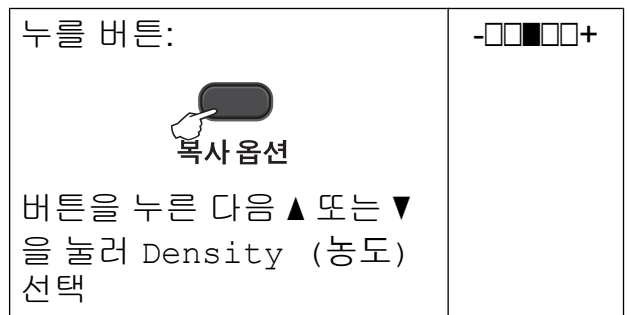 누를 버튼:
-□□■□□+
복사 옵션
버튼을 누른 다음 ▲ 또는 ▼
을 눌러 Density (농도)
선택